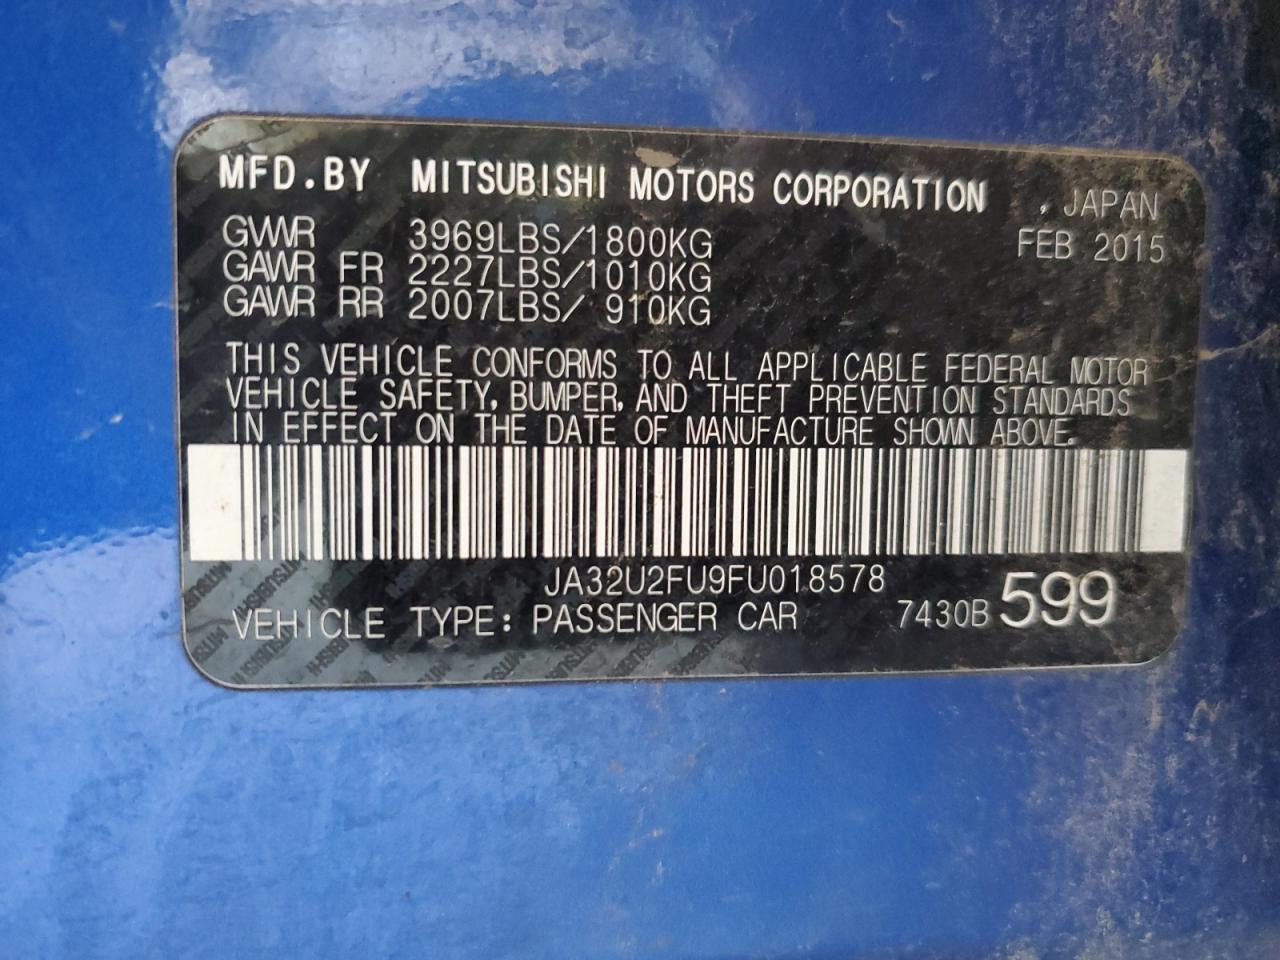 MFD.BY MITSUBISHI MOTORS CORPORATION , JAPAN
GVWR 3969LBS/1800KG FEB 2015
GAWR FR 2227LBS/1010KG
GAWR RR 2007LBS/ 910KG
THIS VEHICLE CONFORMS TO ALL APPLICABLE FEDERAL MOTOR
VEHICLE SAFETY, BUMPER, AND THEFT PREVENTION STANDARDS
IN EFFECT ON THE DATE OF MANUFACTURE SHOWN ABOVE.
JA32U2FU9FU018578
VEHICLE TYPE: PASSENGER CAR 7430B 599